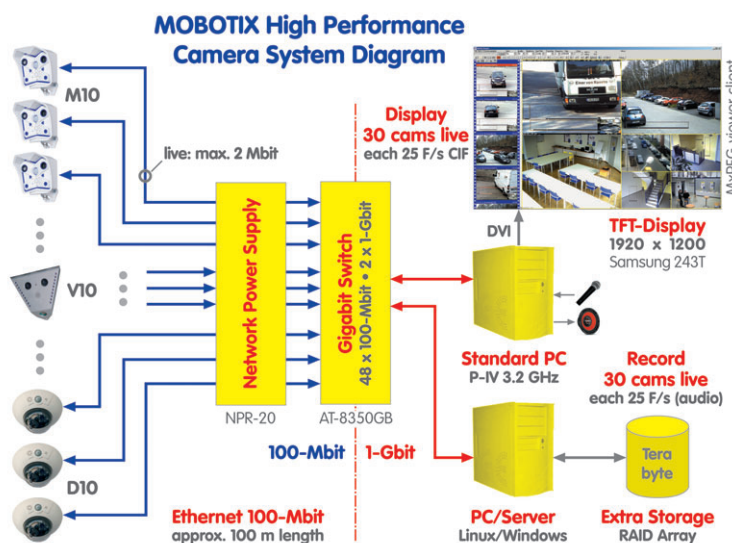 MOBOTIX High Performance
Camera System Diagram
M10
live: max. 2 Mbit
Display
30 cams live
each 25 F/s CIF
MxPEG viewer client
DVI
TFT-Display
1920 x 1200
Samsung 243T
V10
Network Power Supply
Gigabit Switch
48 x 100-Mbit • 2 x 1-Gbit
NPR-20
AT-8350GB
Standard PC
P-IV 3.2 GHz
Record
30 cams live
each 25 F/s (audio)
100-Mbit
1-Gbit
Tera
byte
D10
Ethernet 100-Mbit
approx. 100 m length
PC/Server
Linux/Windows
Extra Storage
RAID Array